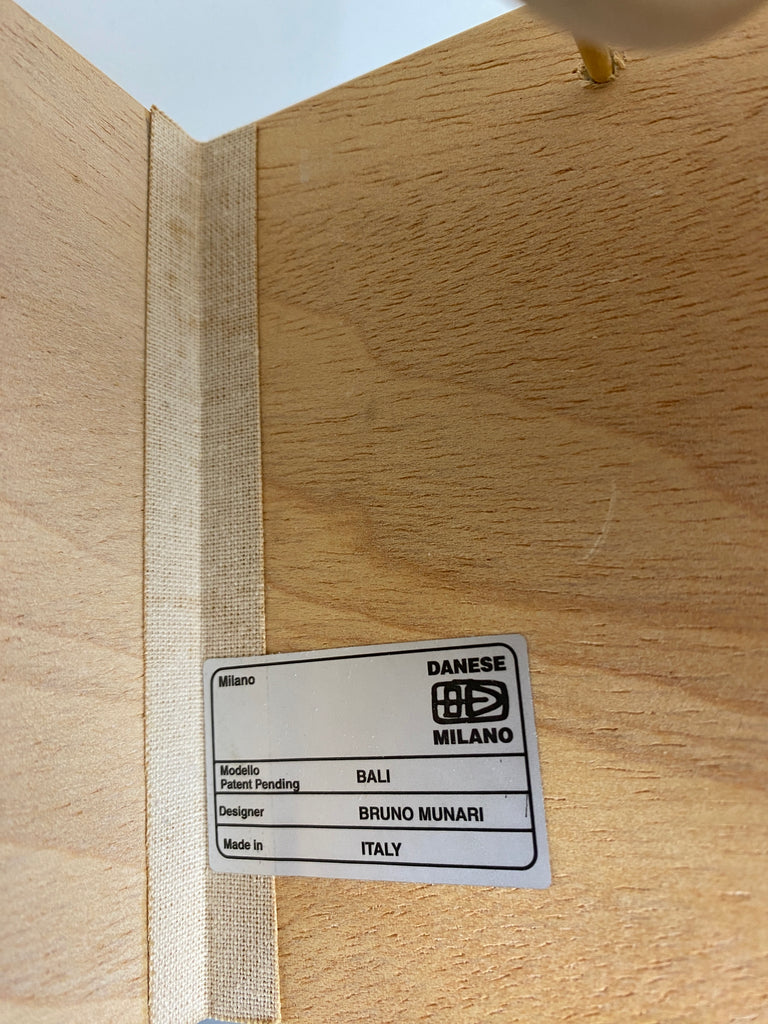 Milano
DANESE
MILANO
Modello
Patent Pending
BALI
Designer
BRUNO MUNARI
Made in
ITALY